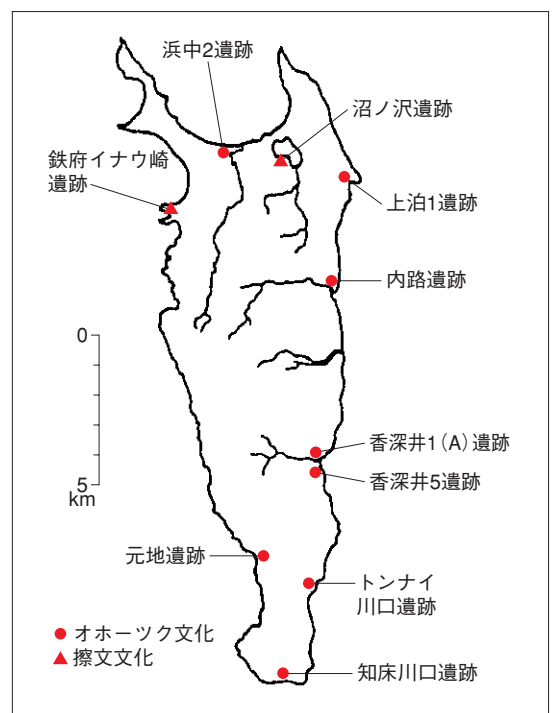 浜中2遺跡
沼ノ沢遺跡
鉄府イナウ崎
遺跡
上泊1遺跡
内路遺跡
0
香深井1(A)遺跡
香深井5遺跡
5
km
元地遺跡
トンナイ
川口遺跡
オホーツク文化
擦文文化
知床川口遺跡